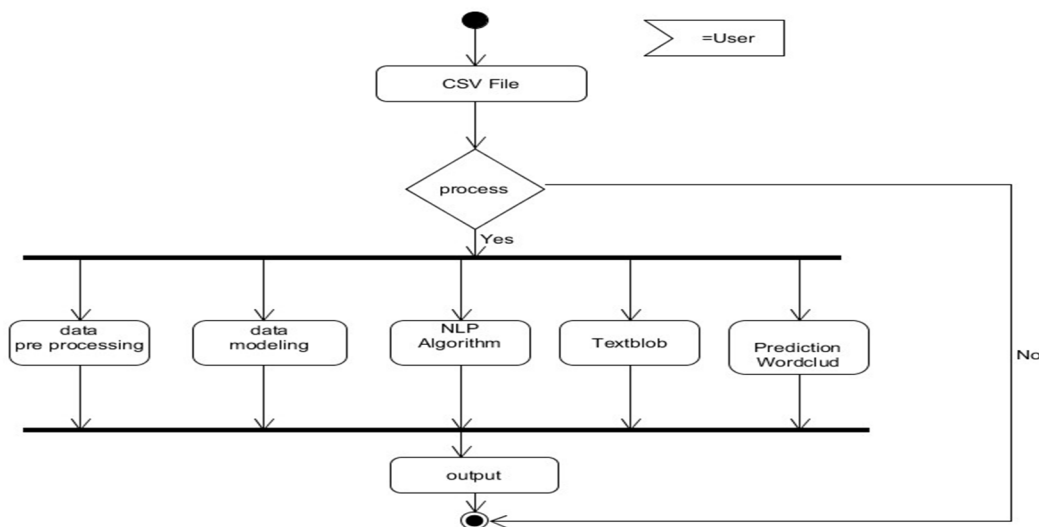 =User
CSV File
process
Yes
data
pre processing
data
modeling
NLP
Algorithm
Textblob
Prediction
Wordclud
No
output